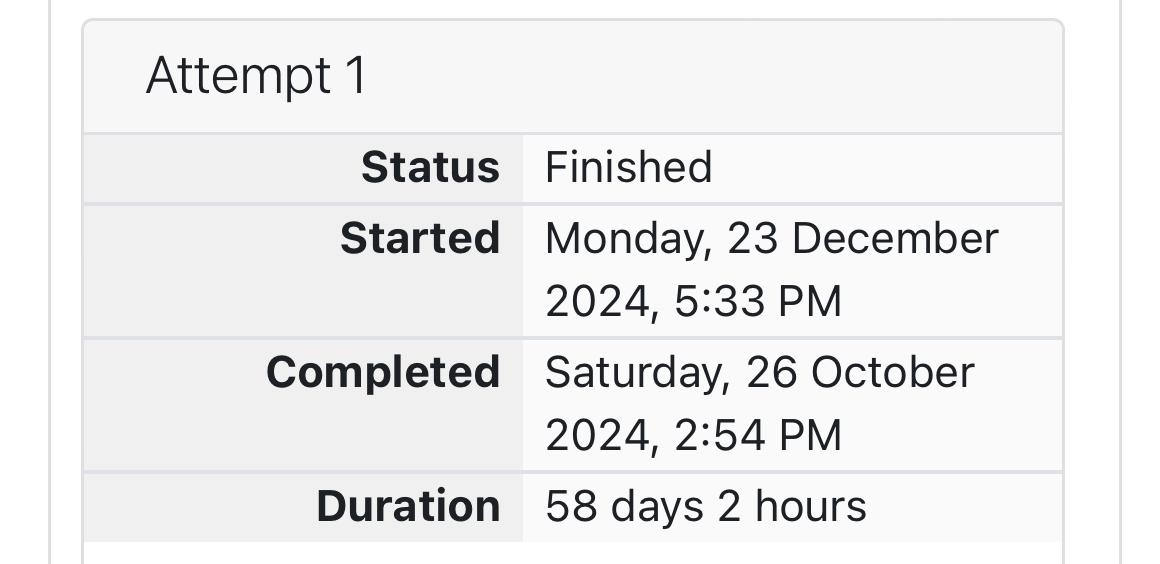 Attempt 1
Status Finished
Started Monday, 23 December
2024, 5:33 PM
Completed Saturday, 26 October
2024, 2:54 PM
Duration 58 days 2 hours